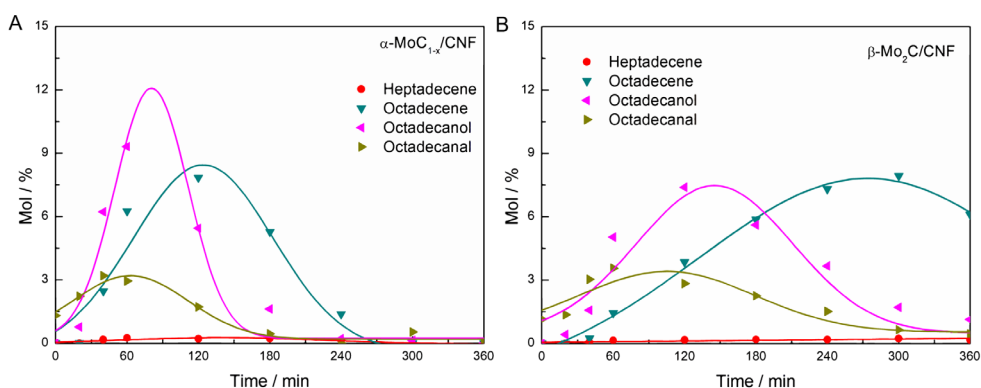 A
α-MoC1-x/CNF
Heptadecene
Octadecene
Octadecanol
Octadecanal
Mol / %
15
12
9
6
3
0
0 60 120 180 240 300 360
Time / min
B
β-Mo2C/CNF
Heptadecene
Octadecene
Octadecanol
Octadecanal
Mol / %
15
12
9
6
3
0
0 60 120 180 240 300 360
Time / min